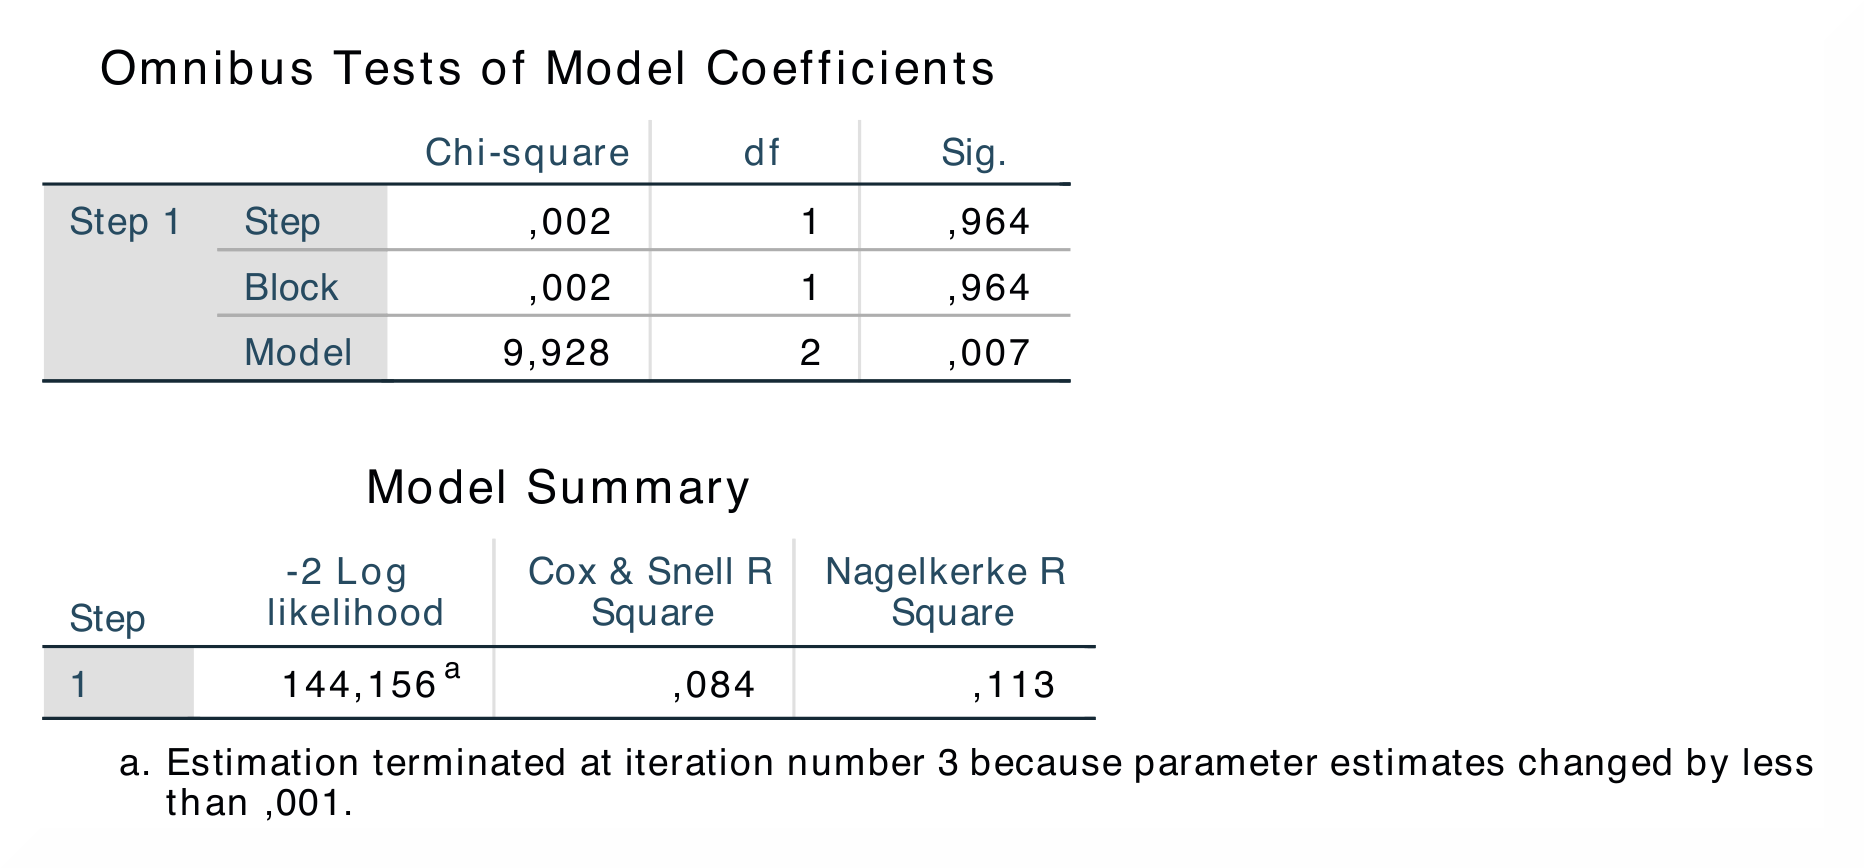 Omnibus Tests of Model Coefficients
Chi-square df Sig.
Step 1 Step ,002 1 ,964
Block ,002 1 ,964
Model 9,928 2 ,007
Model Summary
Step -2 Log likelihood Cox & Snell R Square Nagelkerke R Square
1 144,156 a ,084 ,113
a. Estimation terminated at iteration number 3 because parameter estimates changed by less
than ,001.